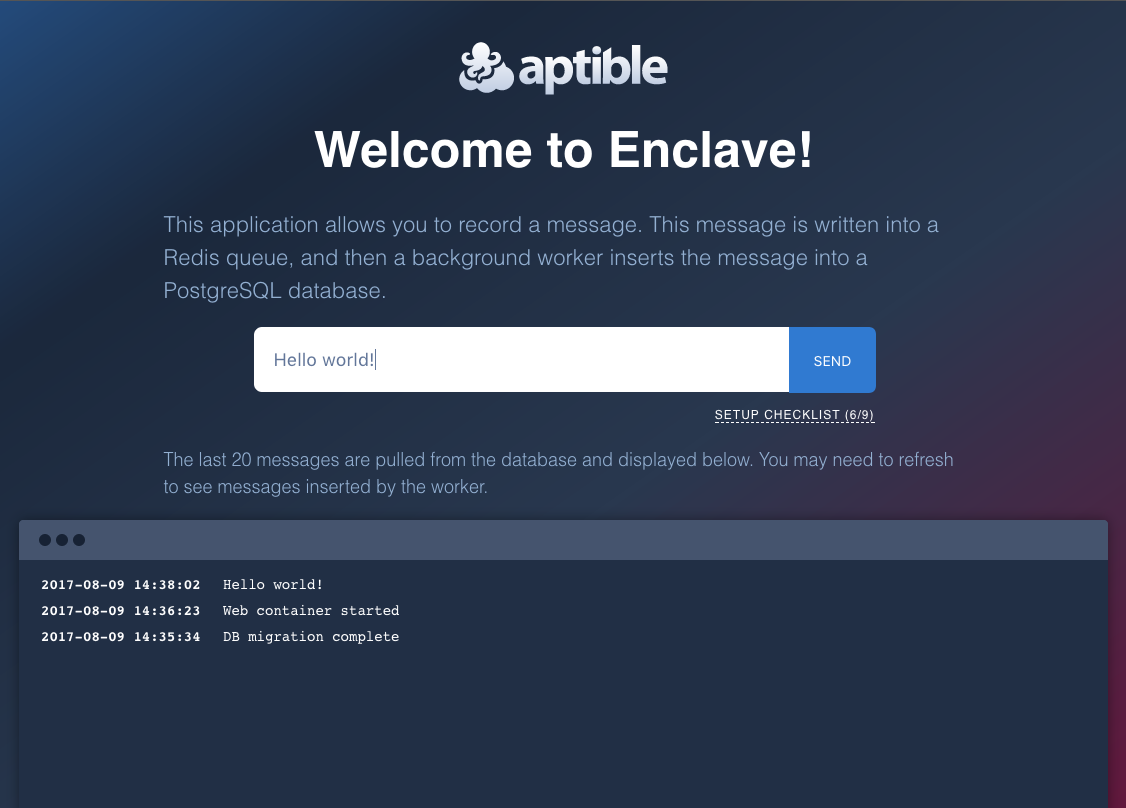 aptible
Welcome to Enclave!
This application allows you to record a message. This message is written into a
Redis queue, and then a background worker inserts the message into a
PostgreSQL database.
Hello world!
SEND
SETUP CHECKLIST (6/9)
The last 20 messages are pulled from the database and displayed below. You may need to refresh
to see messages inserted by the worker.
2017-08-09 14:38:02 Hello world!
2017-08-09 14:36:23 Web container started
2017-08-09 14:35:34 DB migration complete